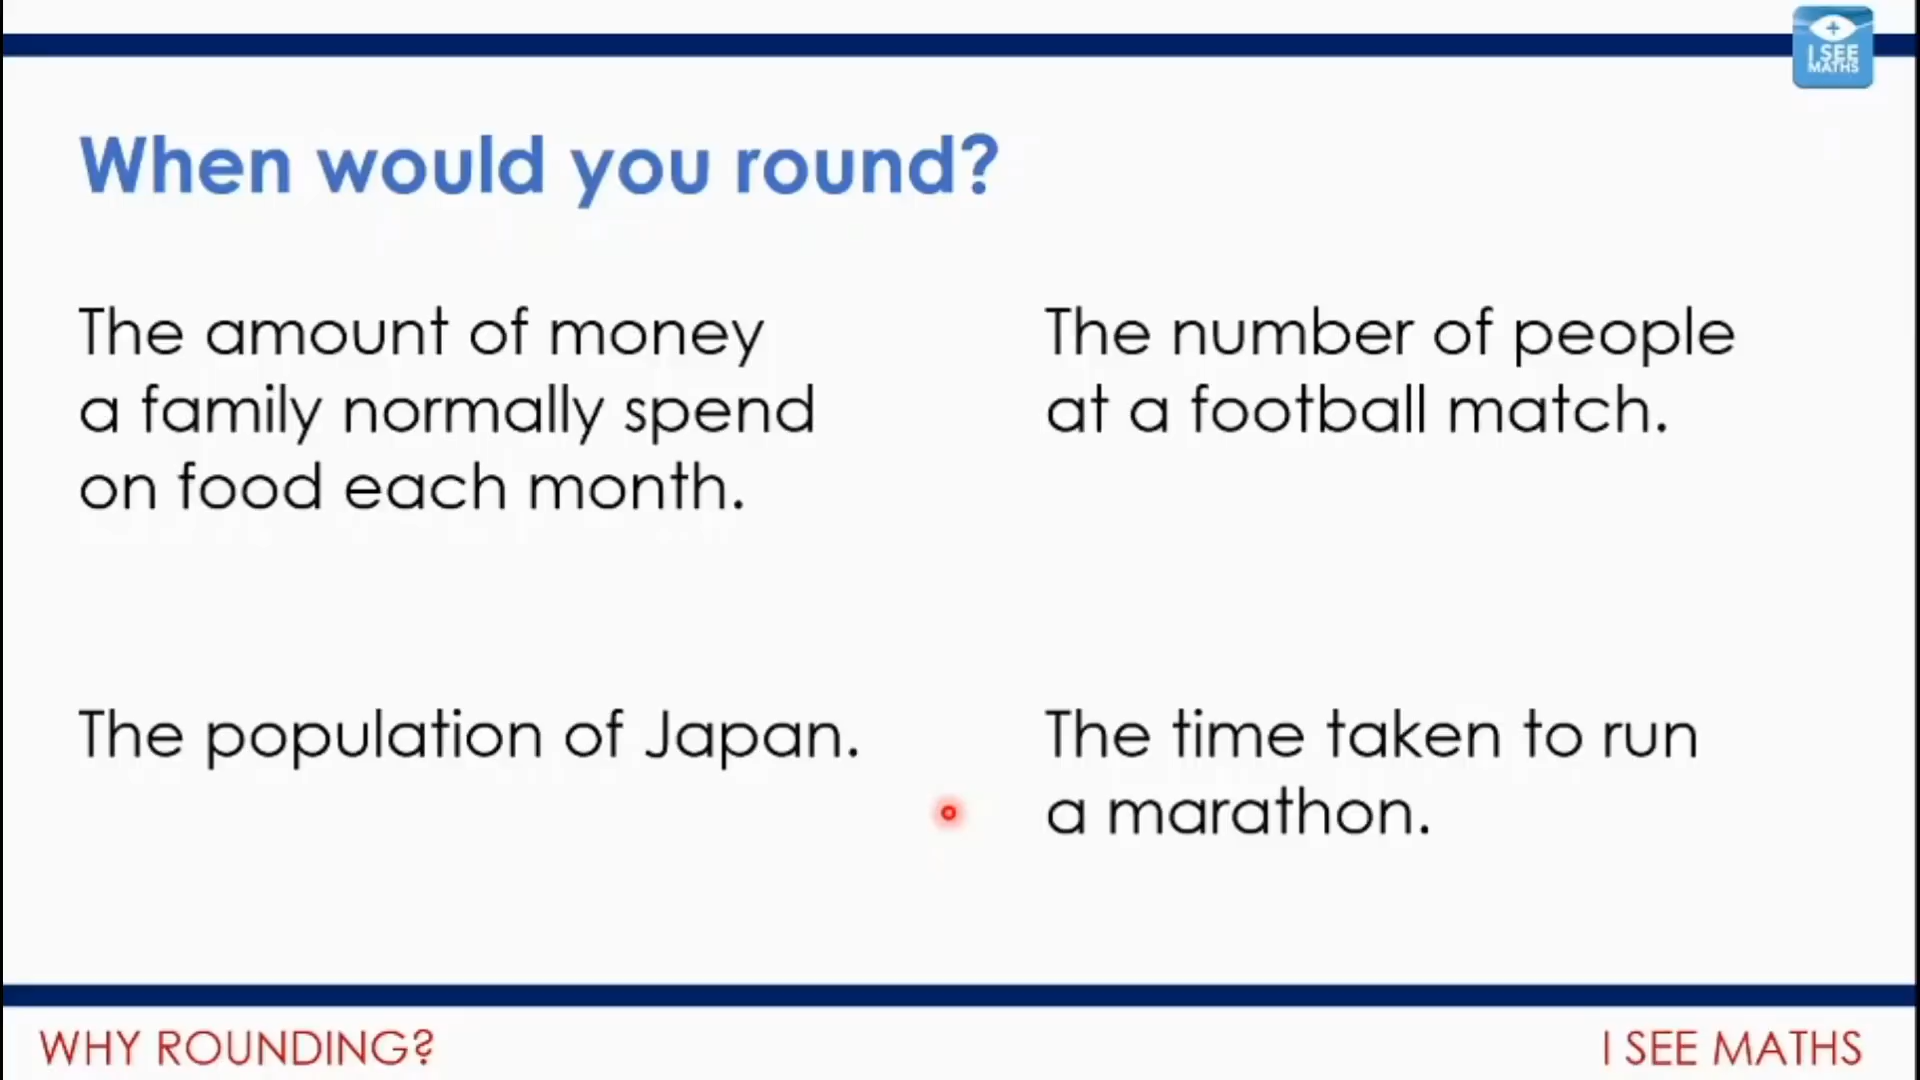 I SEE
MATHS
When would you round?
The amount of money
a family normally spend
on food each month.
The number of people
at a football match.
The population of Japan.
The time taken to run
a marathon.
WHY ROUNDING?
I SEE MATHS